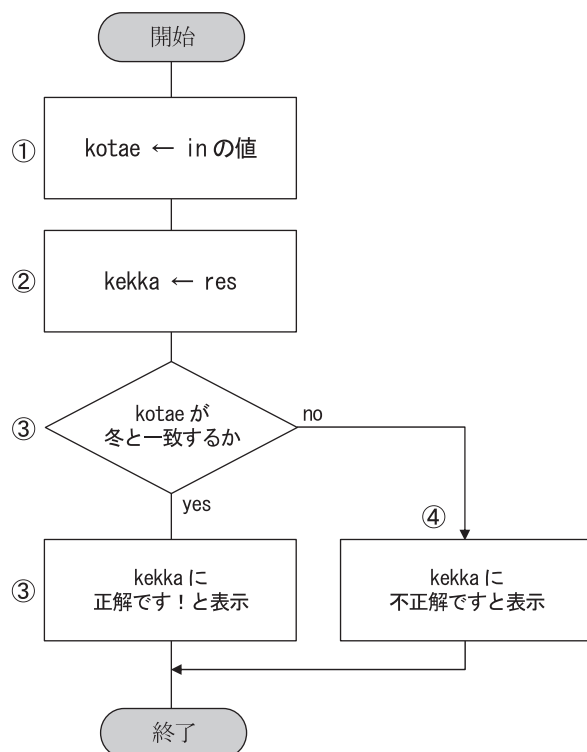 開始
①
kotae ← inの値
②
kekka ← res
③
kotaeが
冬と一致するか
no
yes
③
kekkaに
正解です！と表示
④
kekkaに
不正解ですと表示
終了